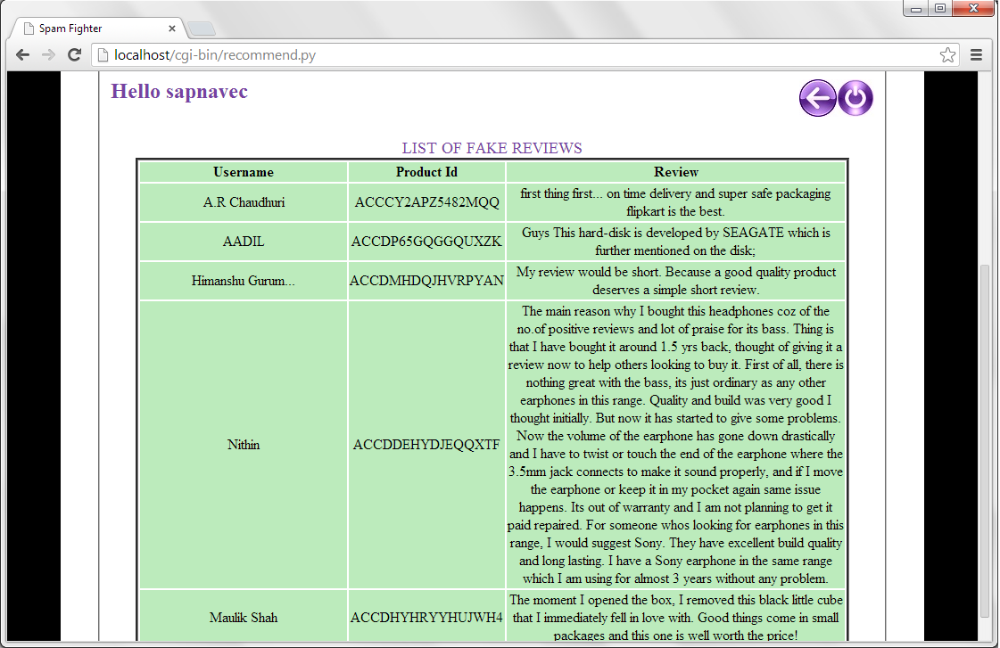 Spam Fighter
localhost/cgi-bin/recommend.py
Hello sapnavec
LIST OF FAKE REVIEWS
Username Product Id Review
A.R Chaudhuri ACCCY2APZ5482MQQ first thing first... on time delivery and super safe packaging
flipkart is the best.
AADIL ACCDP65GQGGQUXZK Guys This hard-disk is developed by SEAGATE which is
further mentioned on the disk;
Himanshu Gurum... ACCDMHDQJHVRPYAN My review would be short. Because a good quality product
deserves a simple short review.
Nithin ACCDDEHYDJEQQXTF The main reason why I bought this headphones coz of the
no.of positive reviews and lot of praise for its bass. Thing is
that I have bought it around 1.5 yrs back, thought of giving it a
review now to help others looking to buy it. First of all, there is
nothing great with the bass, its just ordinary as any other
earphones in this range. Quality and build was very good I
thought initially. But now it has started to give some problems.
Now the volume of the earphone has gone down drastically
and I have to twist or touch the end of the earphone where the
3.5mm jack connects to make it sound properly, and if I move
the earphone or keep it in my pocket again same issue
happens. Its out of warranty and I am not planning to get it
paid repaired. For someone whos looking for earphones in this
range, I would suggest Sony. They have excellent build quality
and long lasting. I have a Sony earphone in the same range
which I am using for almost 3 years without any problem.
Maulik Shah ACCDHYHRYYHUJWH4 The moment I opened the box, I removed this black little cube
that I immediately fell in love with. Good things come in small
packages and this one is well worth the price!